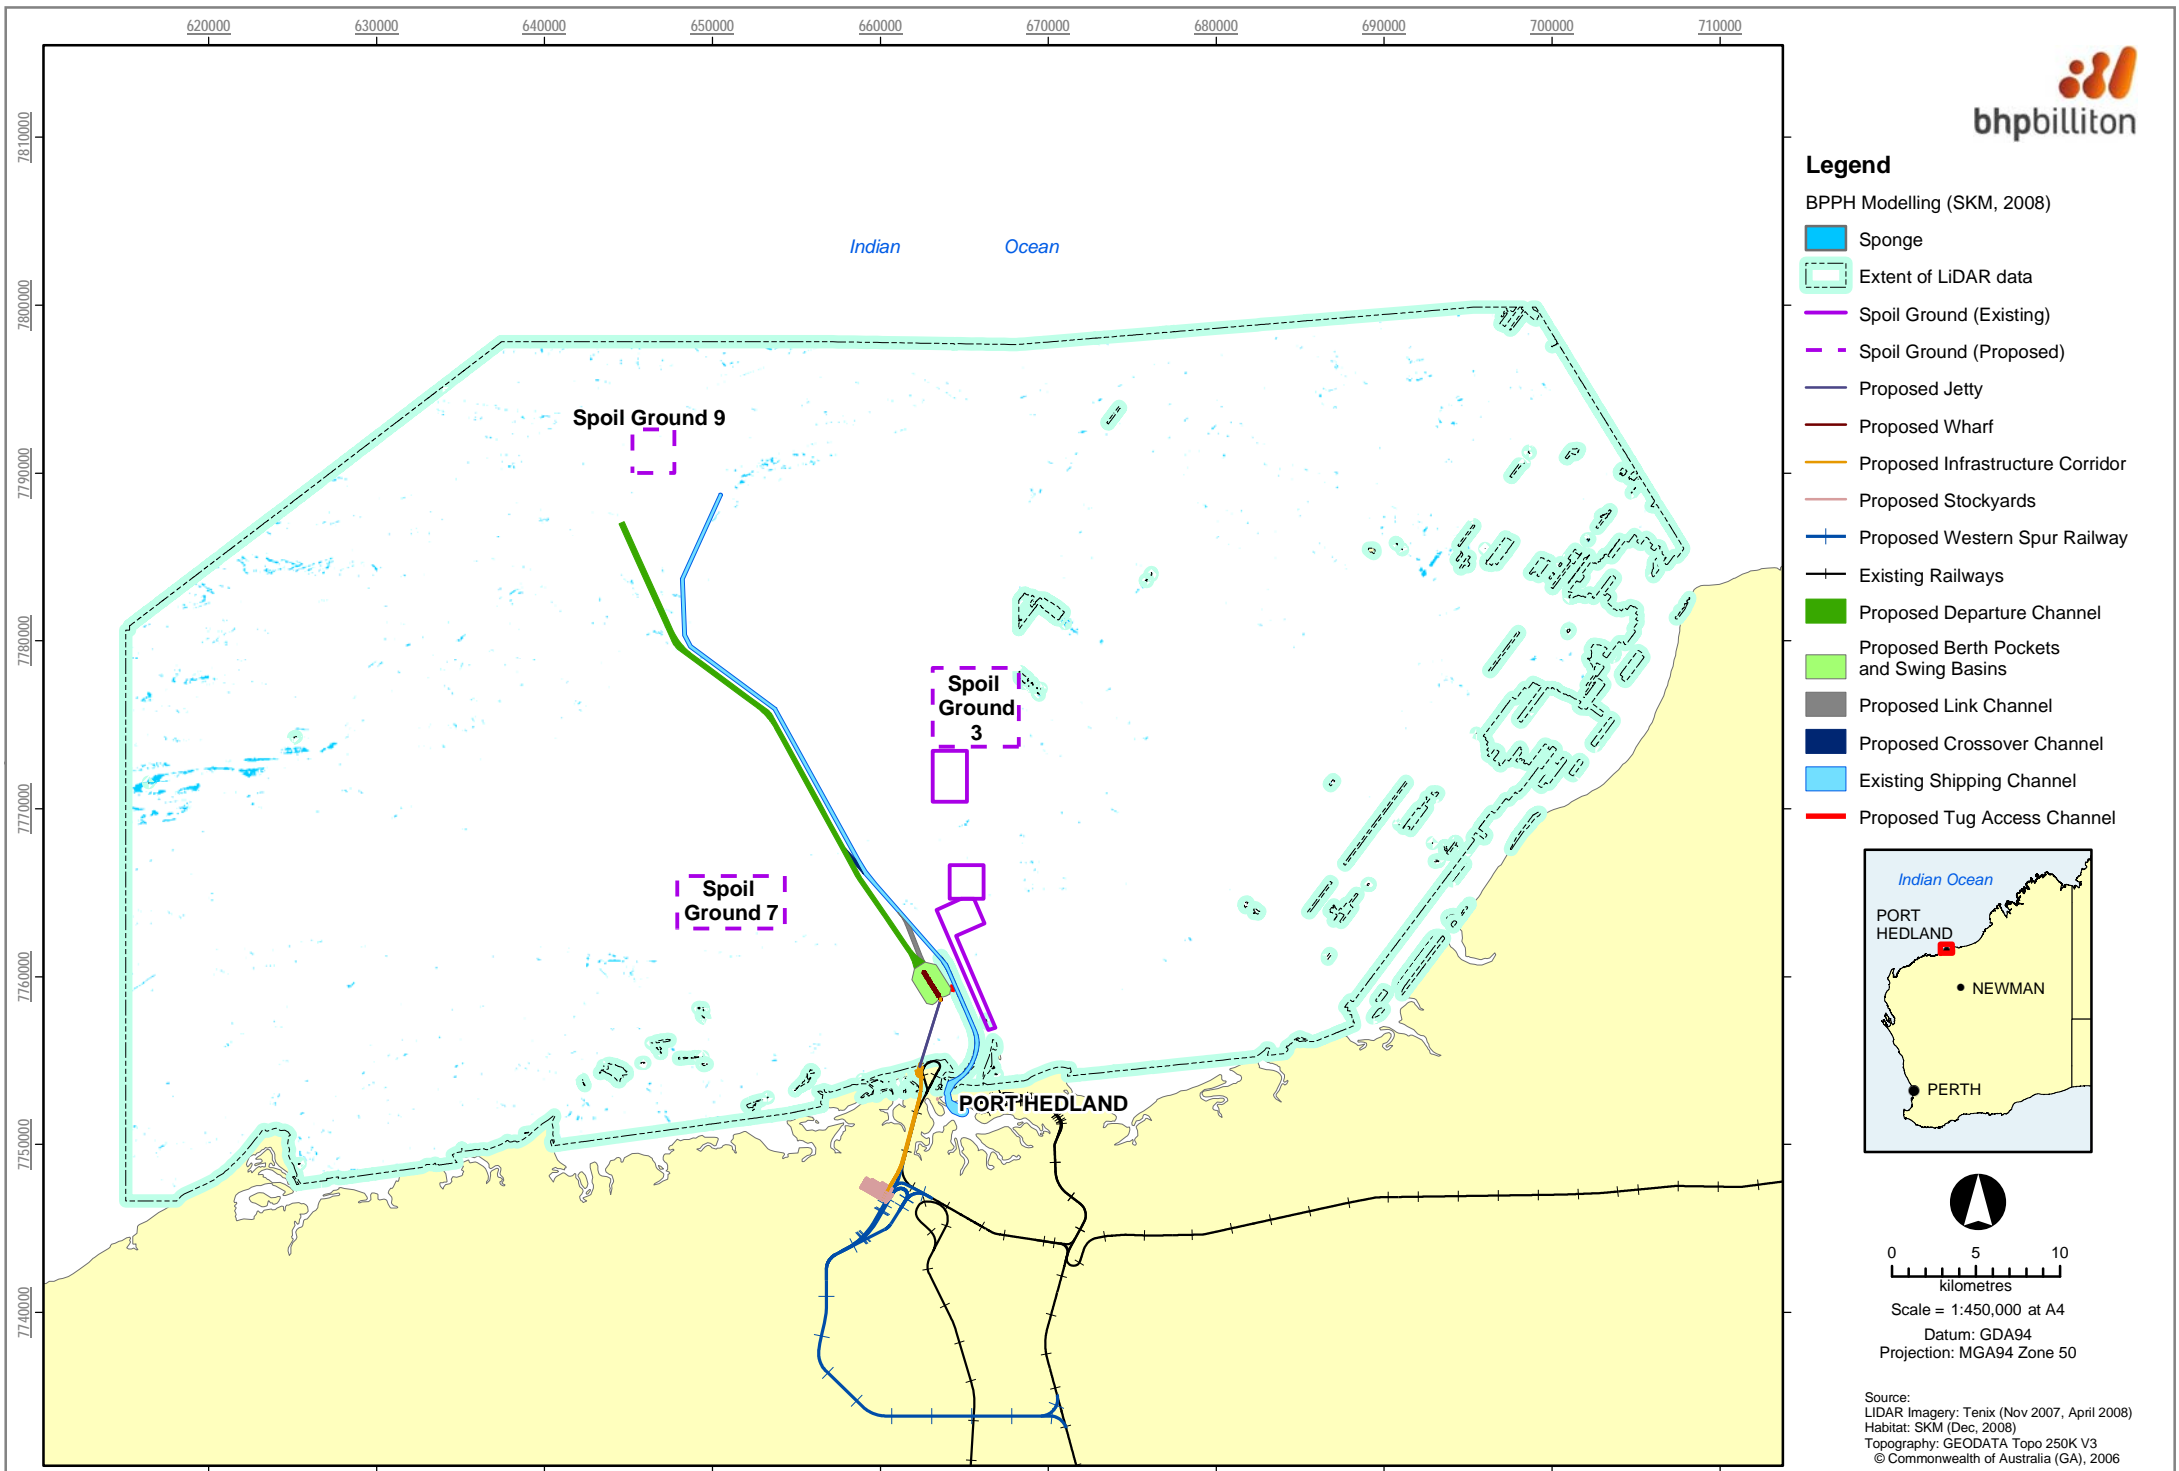 620000 630000 640000 650000 660000 670000 680000 690000 700000 710000
7810000
7800000
7790000
7780000
7770000
7760000
7750000
7740000
Indian Ocean
Spoil Ground 9
Spoil
Ground
3
Spoil
Ground 7
PORT HEDLAND
bhpbilliton
Legend
BPPH Modelling (SKM, 2008)
Sponge
Extent of LiDAR data
Spoil Ground (Existing)
Spoil Ground (Proposed)
Proposed Jetty
Proposed Wharf
Proposed Infrastructure Corridor
Proposed Stockyards
Proposed Western Spur Railway
Existing Railways
Proposed Departure Channel
Proposed Berth Pockets
and Swing Basins
Proposed Link Channel
Proposed Crossover Channel
Existing Shipping Channel
Proposed Tug Access Channel
Indian Ocean
PORT
HEDLAND
NEWMAN
PERTH
0 5 10
kilometres
Scale = 1:450,000 at A4
Datum: GDA94
Projection: MGA94 Zone 50
Source:
LIDAR Imagery: Tenix (Nov 2007, April 2008)
Habitat: SKM (Dec, 2008)
Topography: GEODATA Topo 250K V3
© Commonwealth of Australia (GA), 2006